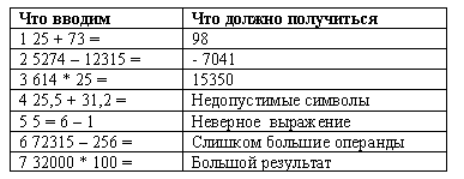 Что вводим Что должно получиться
1 25 + 73 = 98
2 5274 – 12315 = - 7041
3 614 * 25 = 15350
4 25,5 + 31,2 = Недопустимые символы
5 5 = 6 – 1 Неверное выражение
6 72315 – 256 = Слишком большие операнды
7 32000 * 100 = Большой результат